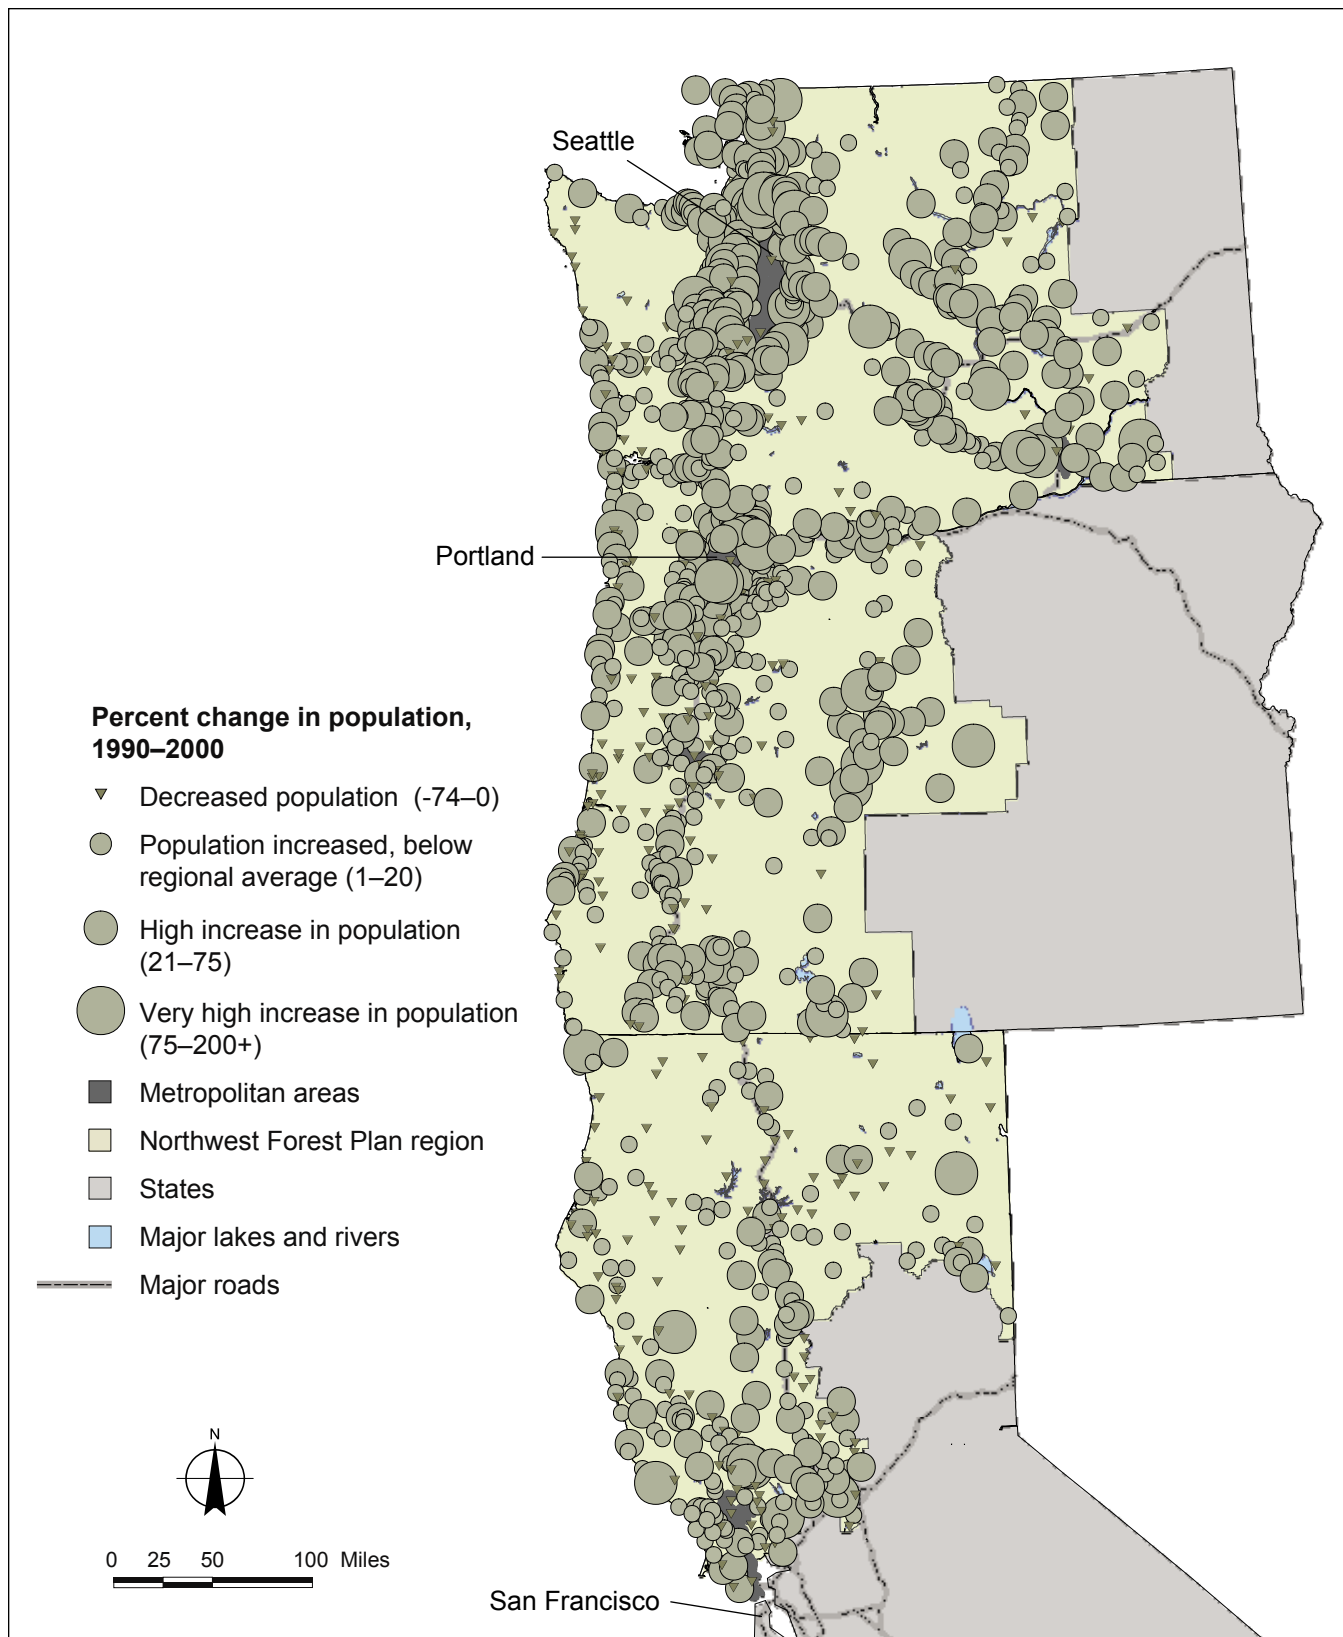 Seattle
Portland
Percent change in population,
1990–2000
Decreased population (-74–0)
Population increased, below
regional average (1–20)
High increase in population
(21–75)
Very high increase in population
(75–200+)
Metropolitan areas
Northwest Forest Plan region
States
Major lakes and rivers
Major roads
N
0 25 50 100 Miles
San Francisco